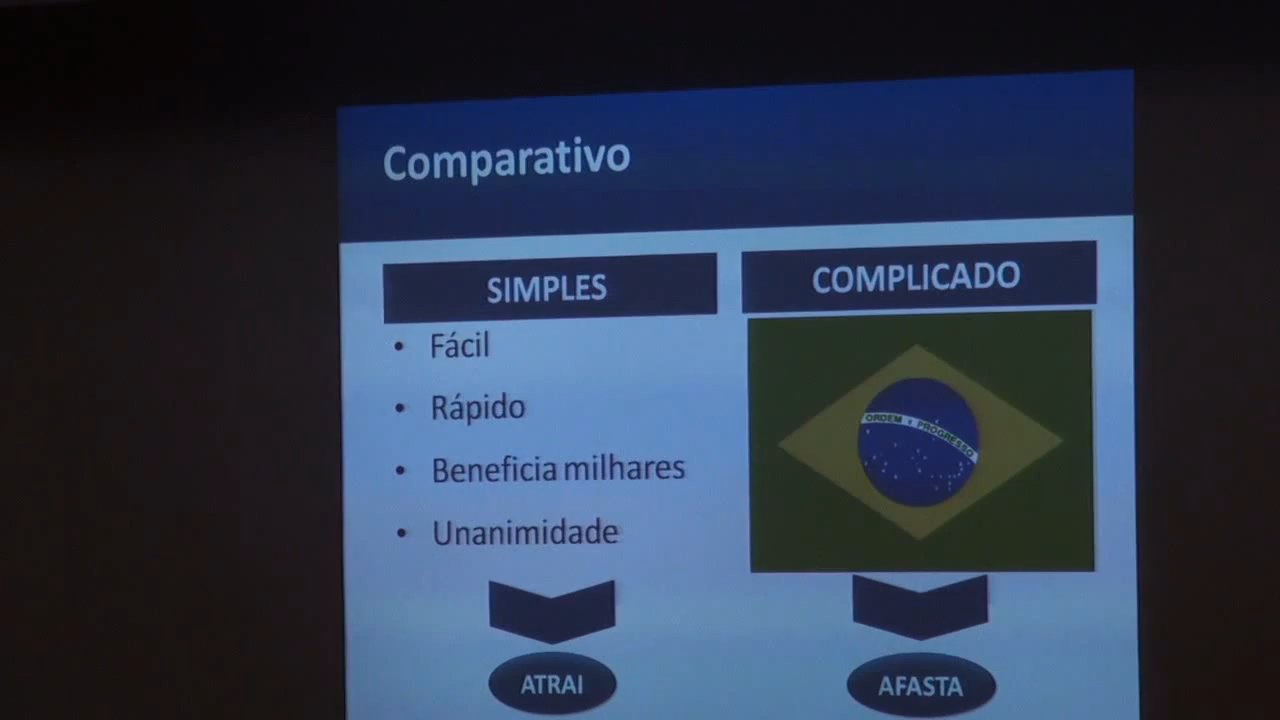 Comparativo
SIMPLES
• Fácil
• Rápido
• Beneficia milhares
• Unanimidade
ATRAI
COMPLICADO
ORDEM E PROGRESSO
AFASTA